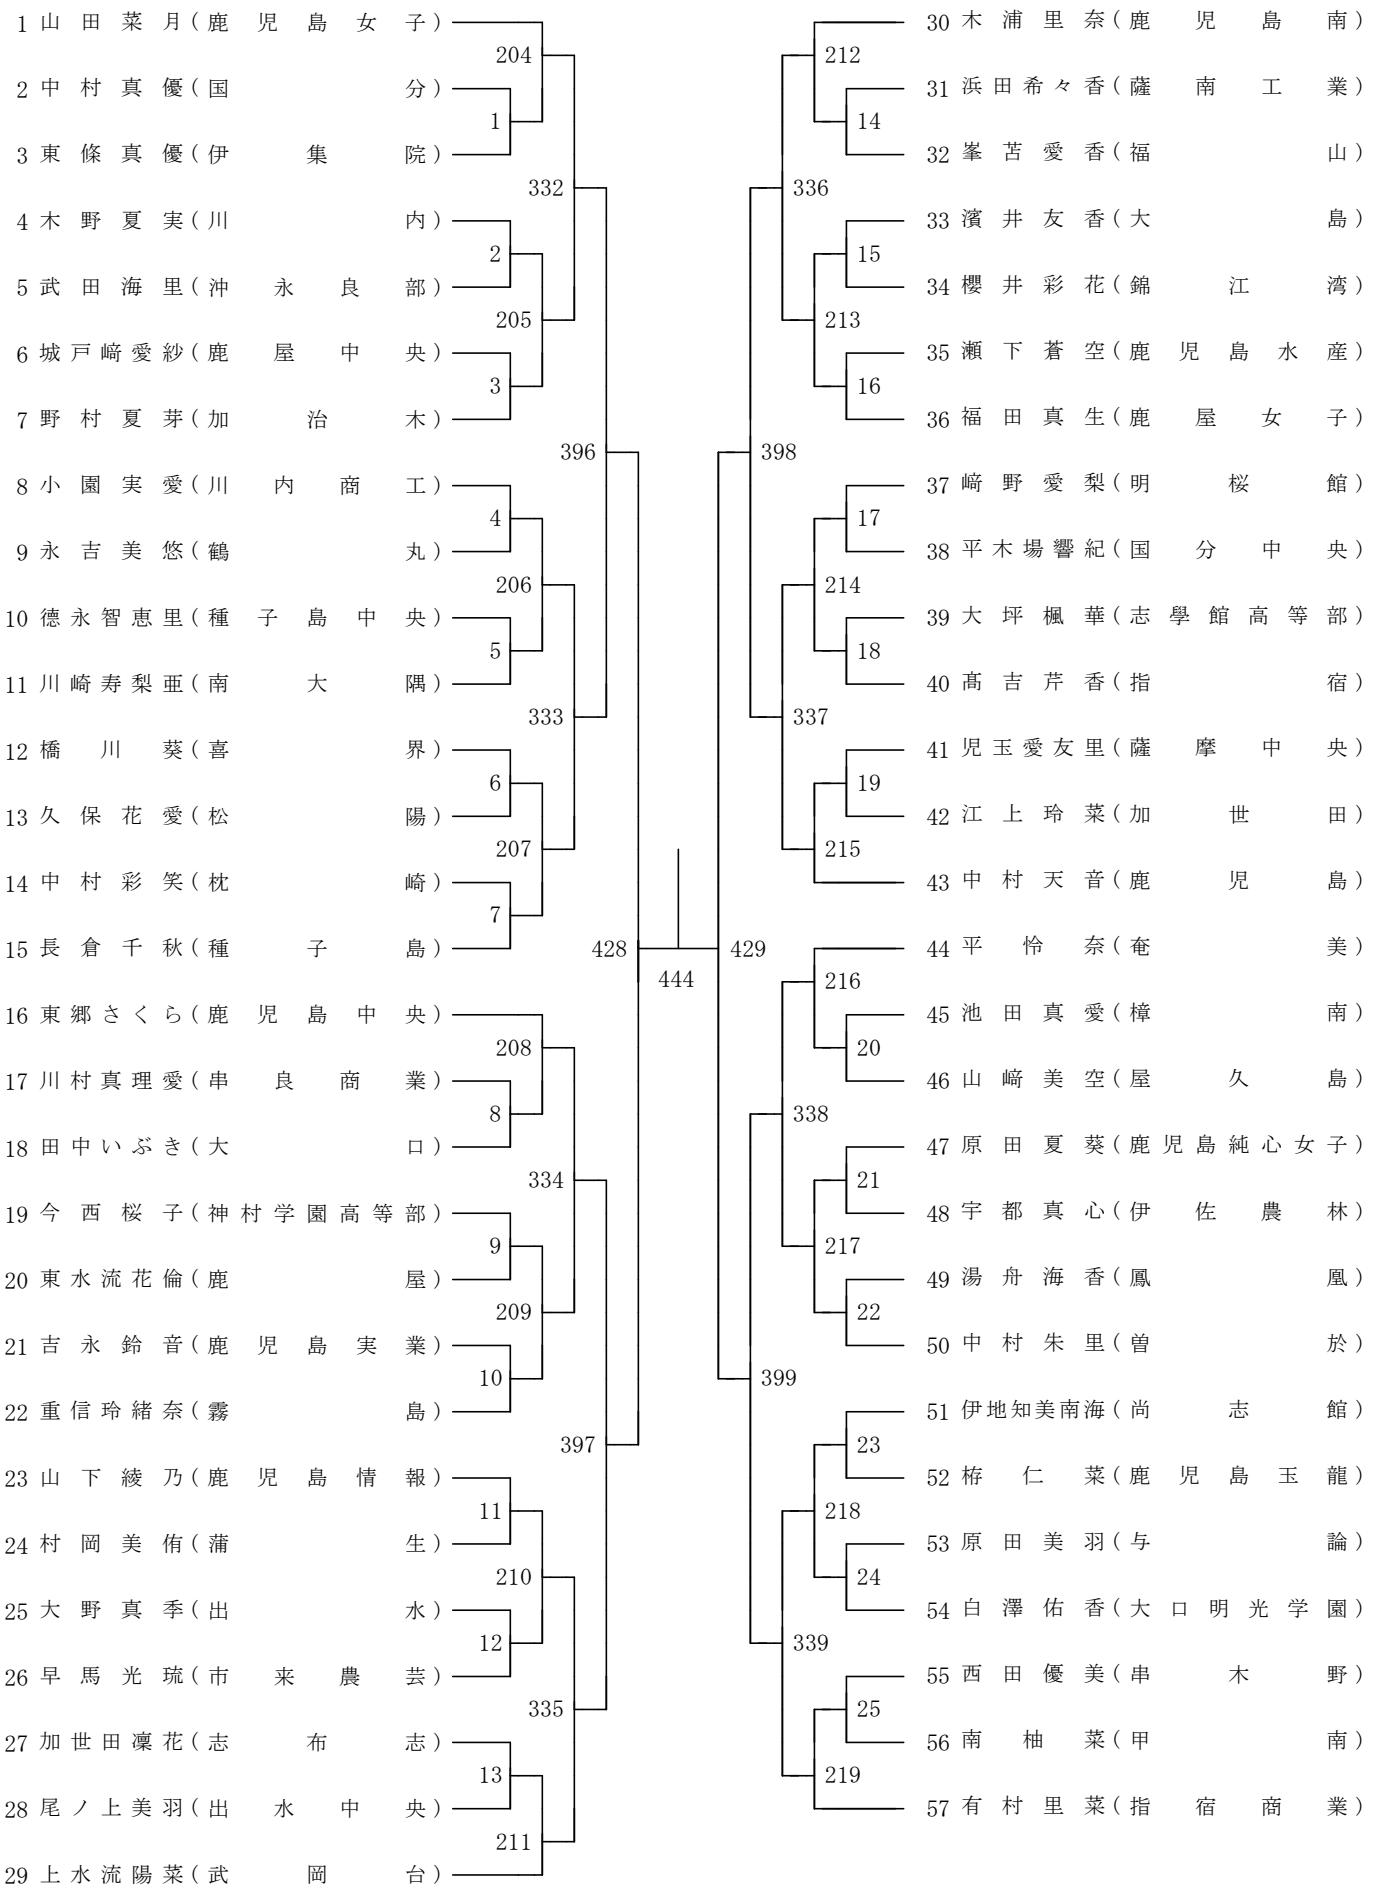 1 山田菜月(鹿児島女子)
2 中村真優(国分)
3 東條真優(伊集院)
4 木野夏実(川内)
5 武田海里(沖永良部)
6 城戸﨑愛紗(鹿屋中央)
7 野村夏芽(加治木)
8 小園実愛(川内商工)
9 永吉美悠(鶴丸)
10 德永智恵里(種子島中央)
11 川崎寿梨亜(南大隅)
12 橋川葵(喜界)
13 久保花愛(松陽)
14 中村彩笑(枕崎)
15 長倉千秋(種子島)
16 東郷さくら(鹿児島中央)
17 川村真理愛(串良商業)
18 田中いぶき(大口)
19 今西桜子(神村学園高等部)
20 東水流花倫(鹿屋)
21 吉永鈴音(鹿児島実業)
22 重信玲緒奈(霧島)
23 山下綾乃(鹿児島情報)
24 村岡美侑(蒲生)
25 大野真季(出水)
26 早馬光琉(市来農芸)
27 加世田凜花(志布志)
28 尾ノ上美羽(出水中央)
29 上水流陽菜(武岡台)
1
2
3
4
5
6
7
8
9
10
11
12
13
204
205
206
207
208
209
210
211
332
333
334
335
396
397
428
444
429
398
399
336
337
338
339
212
213
214
215
216
217
218
219
14
15
16
17
18
19
20
21
22
23
24
25
30 木浦里奈(鹿児島南)
31 浜田希々香(薩南工業)
32 峯苫愛香(福山)
33 濱井友香(大島)
34 櫻井彩花(錦江湾)
35 瀬下蒼空(鹿児島水産)
36 福田真生(鹿屋女子)
37 﨑野愛梨(明桜館)
38 平木場響紀(国分中央)
39 大坪楓華(志學館高等部)
40 髙吉芹香(指宿)
41 児玉愛友里(薩摩中央)
42 江上玲菜(加世田)
43 中村天音(鹿児島)
44 平怜奈(奄美)
45 池田真愛(樟南)
46 山﨑美空(屋久島)
47 原田夏葵(鹿児島純心女子)
48 宇都真心(伊佐農林)
49 湯舟海香(鳳凰)
50 中村朱里(曽於)
51 伊地知美南海(尚志館)
52 栫仁菜(鹿児島玉龍)
53 原田美羽(与論)
54 白澤佑香(大口明光学園)
55 西田優美(串木野)
56 南柚菜(甲南)
57 有村里菜(指宿商業)